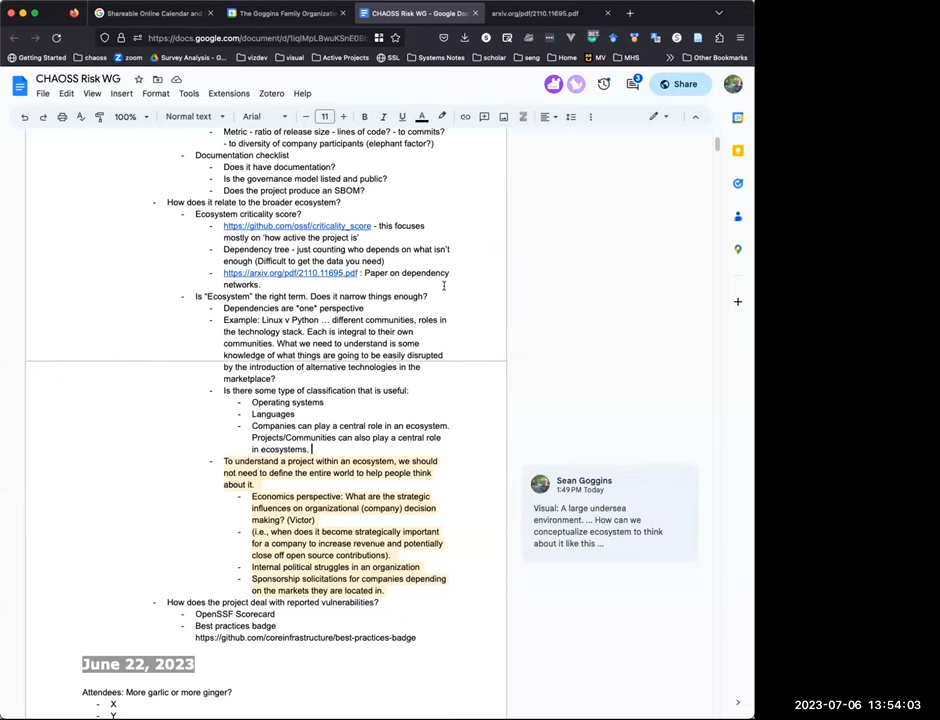 Shareable Online Calendar and
The Goggins Family Organizatio
CHAOSS Risk WG - Google Doc
arxiv.org/pdf/2110.11695.pdf
https://docs.google.com/document/d/1iqIMpLBwuKSnE0B
Getting Started
chaoss
zoom
Survey Analysis - G...
vizdev
visual
Active Projects
SSL
Systems Notes
scholar
seng
Home
MV
MHS
Other Bookmarks
CHAOSS Risk WG
File Edit View Insert Format Tools Extensions Zotero Help
3
Share
100%
Normal text
Arial
11
Metric - ratio of release size - lines of code? - to commits?
- to diversity of company participants (elephant factor?)
- Documentation checklist
- Does it have documentation?
- Is the governance model listed and public?
- Does the project produce an SBOM?
- How does it relate to the broader ecosystem?
- Ecosystem criticality score?
- https://github.com/ossf/criticality_score - this focuses
mostly on 'how active the project is'
- Dependency tree - just counting who depends on what isn't
enough (Difficult to get the data you need)
- https://arxiv.org/pdf/2110.11695.pdf : Paper on dependency
networks.
- Is "Ecosystem" the right term. Does it narrow things enough?
- Dependencies are *one* perspective
- Example: Linux v Python ... different communities, roles in
the technology stack. Each is integral to their own
communities. What we need to understand is some
knowledge of what things are going to be easily disrupted
by the introduction of alternative technologies in the
marketplace?
- Is there some type of classification that is useful:
- Operating systems
- Languages
- Companies can play a central role in an ecosystem.
Projects/Communities can also play a central role
in ecosystems.
- To understand a project within an ecosystem, we should
not need to define the entire world to help people think
about it.
- Economics perspective: What are the strategic
influences on organizational (company) decision
making? (Victor)
- (i.e., when does it become strategically important
for a company to increase revenue and potentially
close off open source contributions).
- Internal political struggles in an organization
- Sponsorship solicitations for companies depending
on the markets they are located in.
- How does the project deal with reported vulnerabilities?
- OpenSSF Scorecard
- Best practices badge
https://github.com/coreinfrastructure/best-practices-badge
June 22, 2023
Attendees: More garlic or more ginger?
- X
- Y
Sean Goggins
1:49 PM Today
Visual: A large undersea
environment. ... How can we
conceptualize ecosystem to think
about it like this ...
2023-07-06 13:54:03